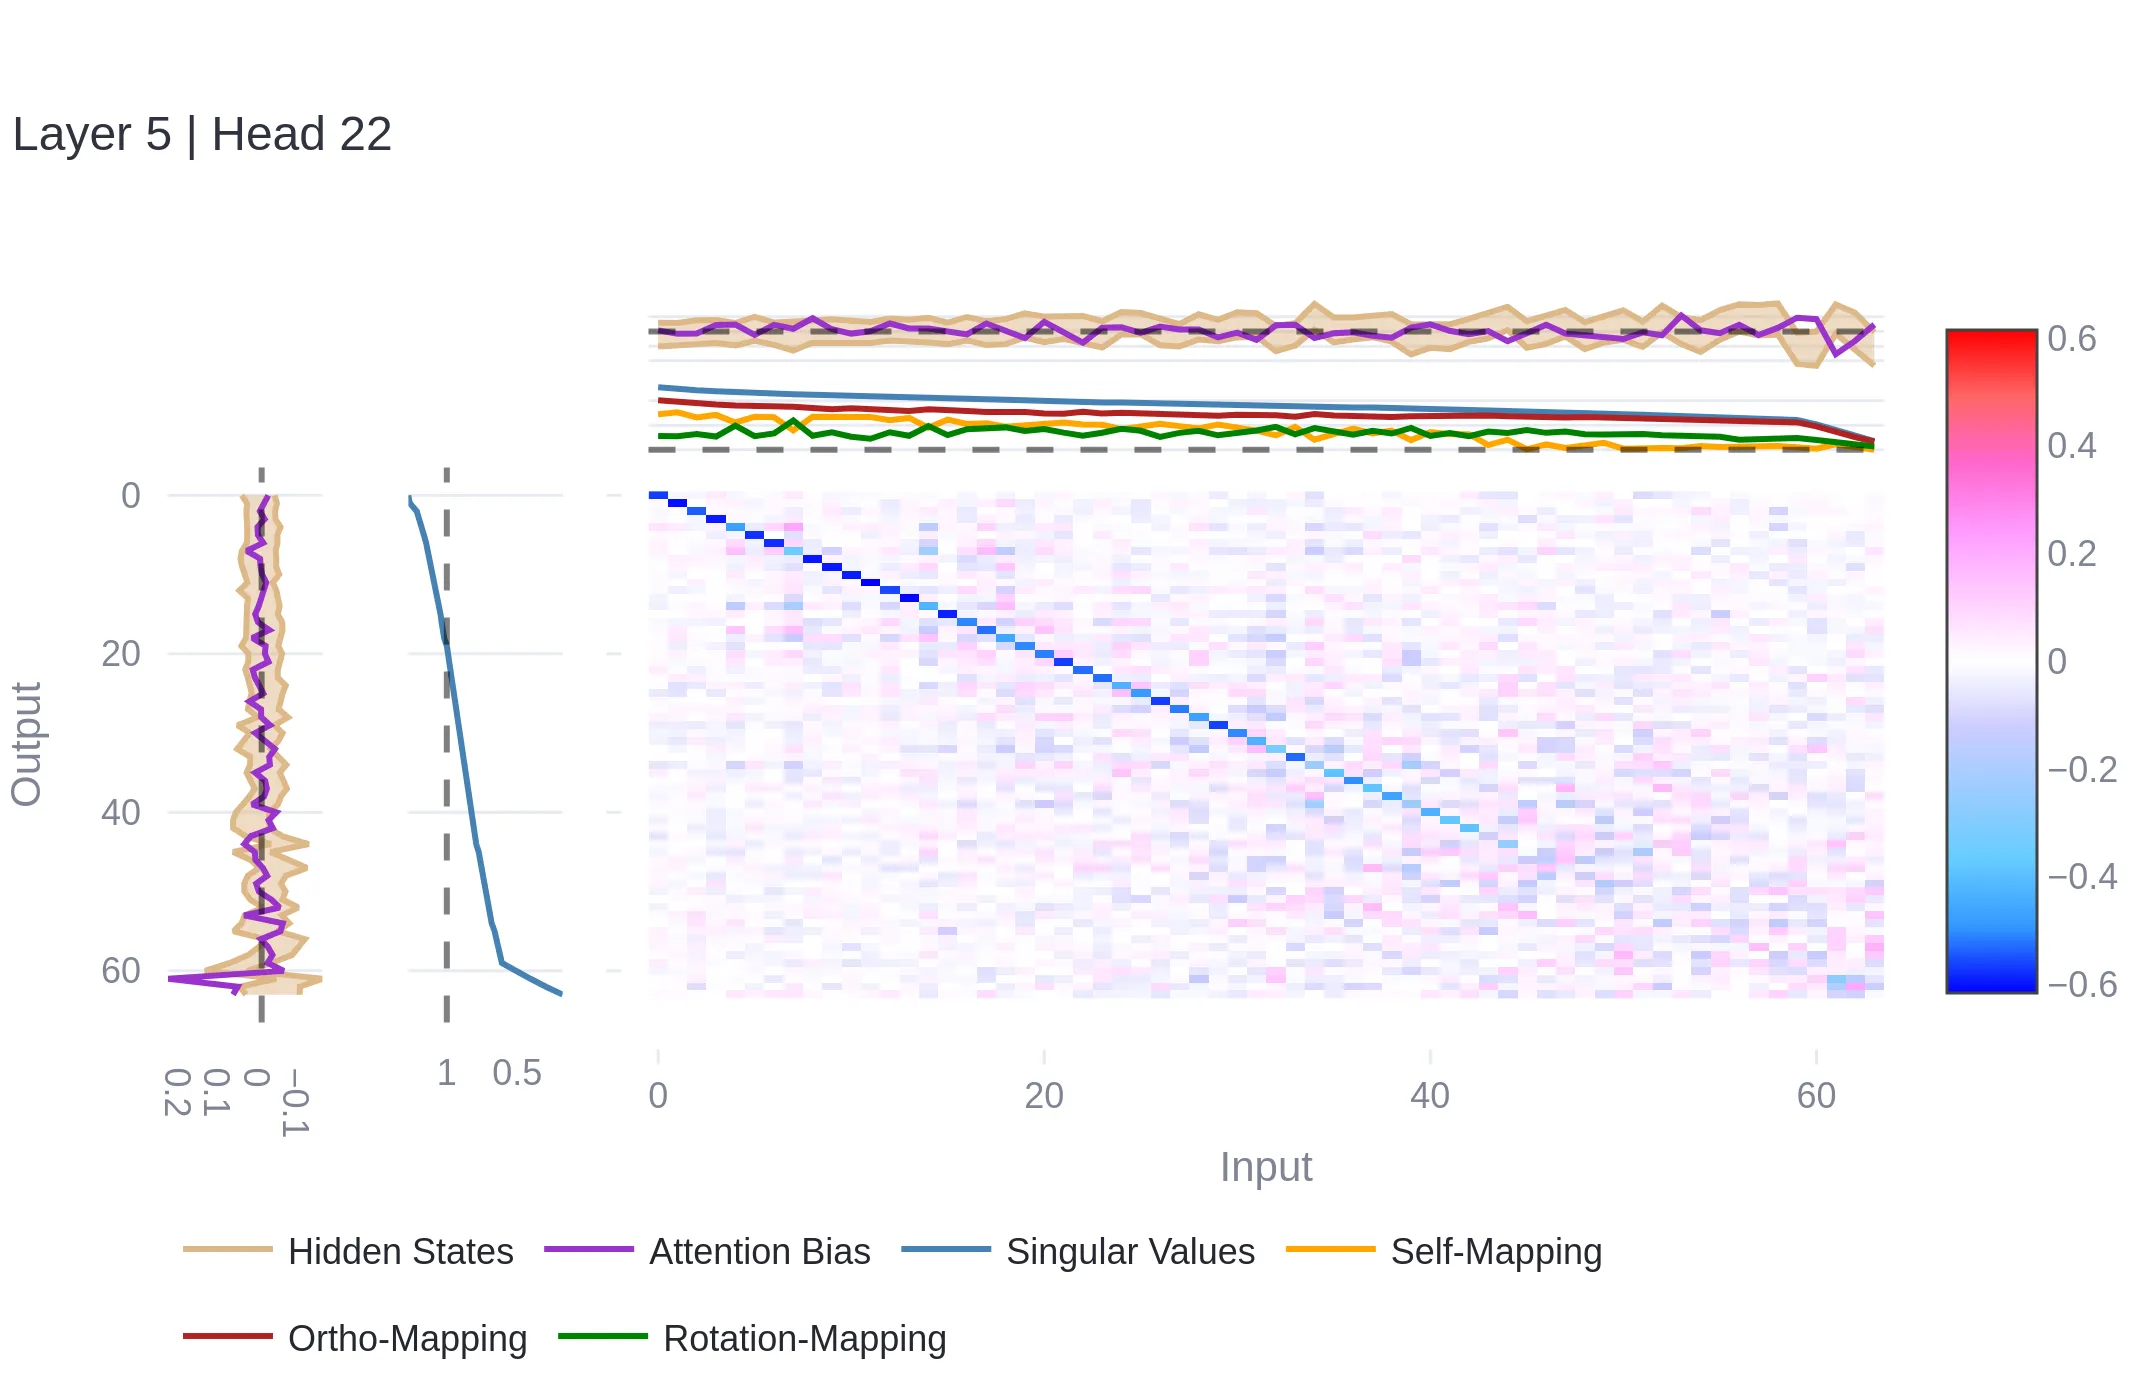 Layer 5 | Head 22
0
20
40
60
Output
0.2
0.1
0
−0.1
1
0.5
0
20
40
60
Input
0.6
0.4
0.2
0
−0.2
−0.4
−0.6
Hidden States
Attention Bias
Singular Values
Self-Mapping
Ortho-Mapping
Rotation-Mapping